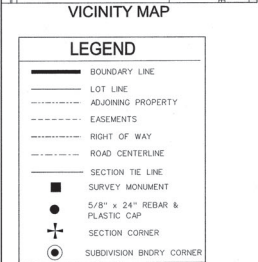 VICINITY MAP
LEGEND
BOUNDARY LINE
LOT LINE
ADJOINING PROPERTY
EASEMENTS
RIGHT OF WAY
ROAD CENTERLINE
SECTION TIE LINE
SURVEY MONUMENT
5/8" x 24" REBAR &
PLASTIC CAP
SECTION CORNER
SUBDIVISION BNDRY CORNER